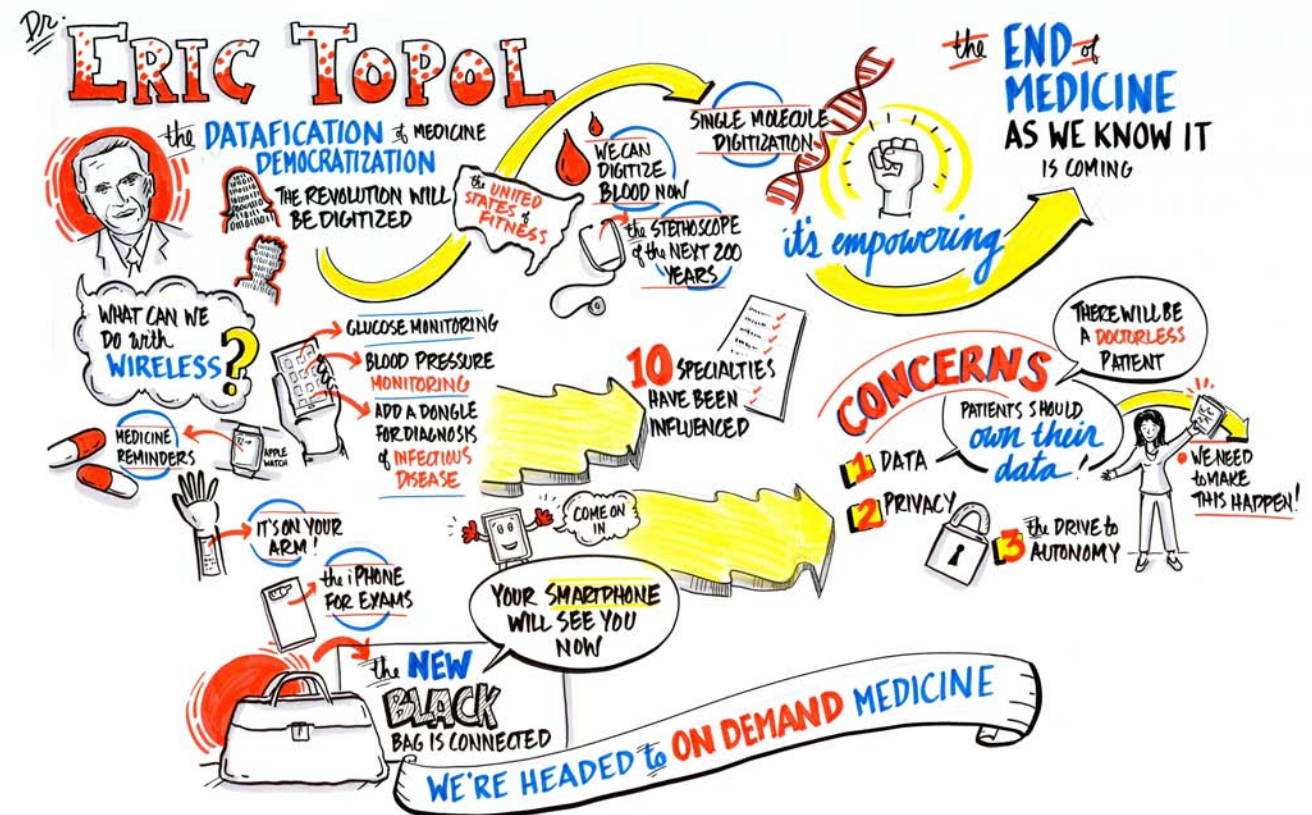 Dr.
ERIC TOPOL
the DATAFICATION of MEDICINE
DEMOCRATIZATION
THE REVOLUTION WILL
BE DIGITIZED
the UNITED
STATES of
FITNESS
WE CAN
DIGITIZE
BLOOD NOW
the STETHOSCOPE
of the NEXT 200
YEARS
SINGLE MOLECULE
DIGITIZATION
it's empowering
the END of
MEDICINE
AS WE KNOW IT
IS COMING
WHAT CAN WE
DO with
WIRELESS?
GLUCOSE MONITORING
BLOOD PRESSURE
MONITORING
ADD A DONGLE
FOR DIAGNOSIS
of INFECTIOUS
DISEASE
MEDICINE
REMINDERS
APPLE
WATCH
IT'S ON YOUR
ARM!
the iPHONE
FOR EXAMS
10 SPECIALTIES
HAVE BEEN
INFLUENCED
COME ON
IN
YOUR SMARTPHONE
WILL SEE YOU
NOW
the NEW
BLACK
BAG IS CONNECTED
CONCERNS
1 DATA
2 PRIVACY
3 the DRIVE to
AUTONOMY
PATIENTS SHOULD
own their
data!
THERE WILL BE
A DOCTORLESS
PATIENT
WE NEED
to MAKE
THIS HAPPEN!
WE'RE HEADED to ON DEMAND MEDICINE